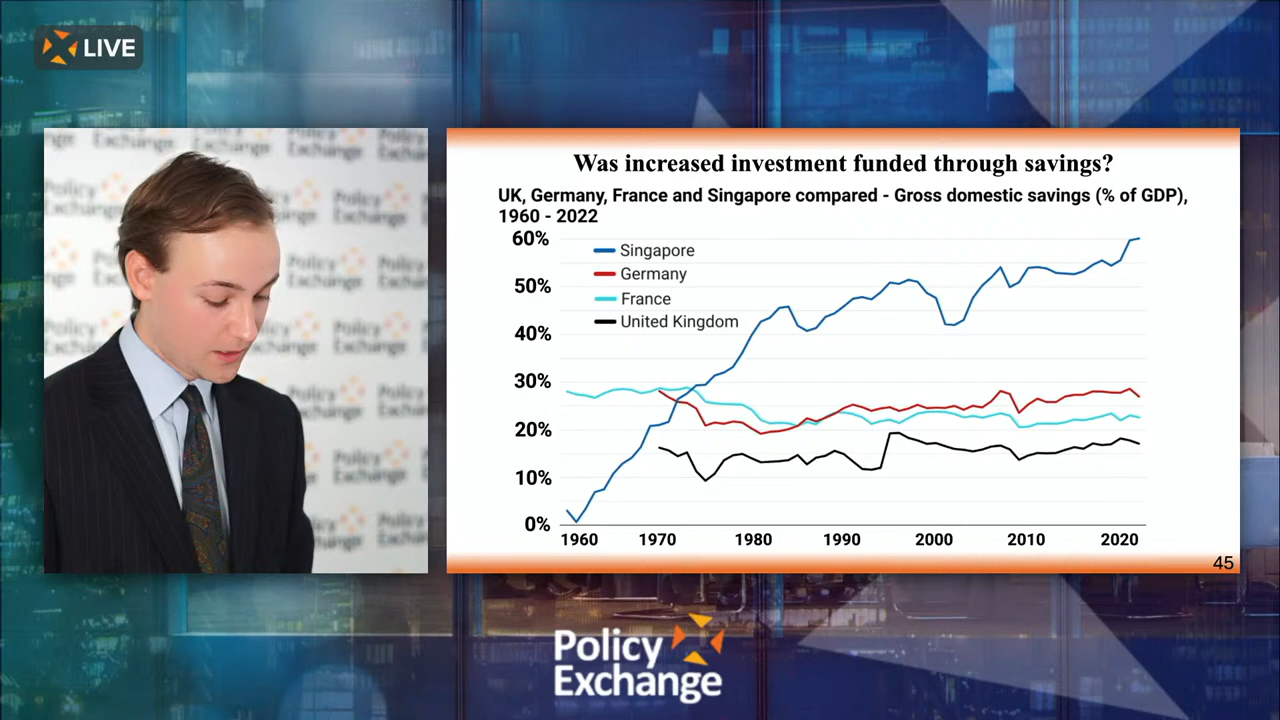 LIVE
Policy
Exchange
Was increased investment funded through savings?
UK, Germany, France and Singapore compared - Gross domestic savings (% of GDP),
1960 - 2022
60%
50%
40%
30%
20%
10%
0%
Singapore
Germany
France
United Kingdom
1960 1970 1980 1990 2000 2010 2020
45
Policy
Exchange